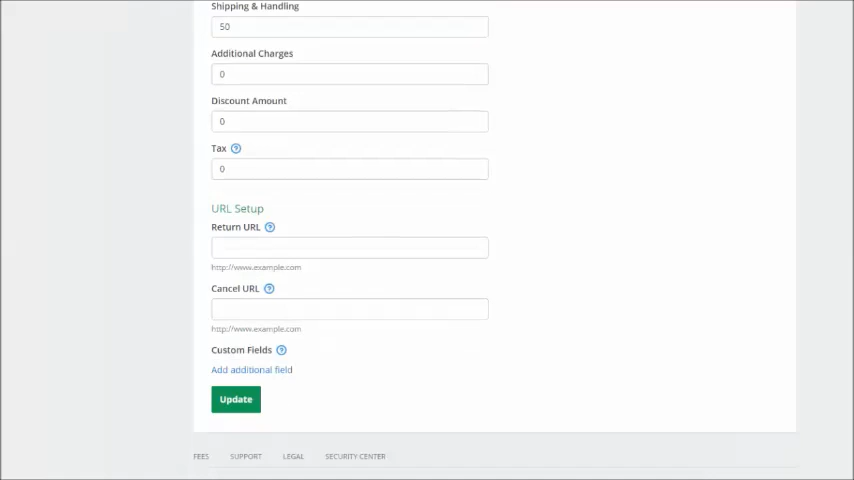 Shipping & Handling
50
Additional Charges
0
Discount Amount
0
Tax ?
0
URL Setup
Return URL ?
http://www.example.com
Cancel URL ?
http://www.example.com
Custom Fields ?
Add additional field
Update
FEES SUPPORT LEGAL SECURITY CENTER